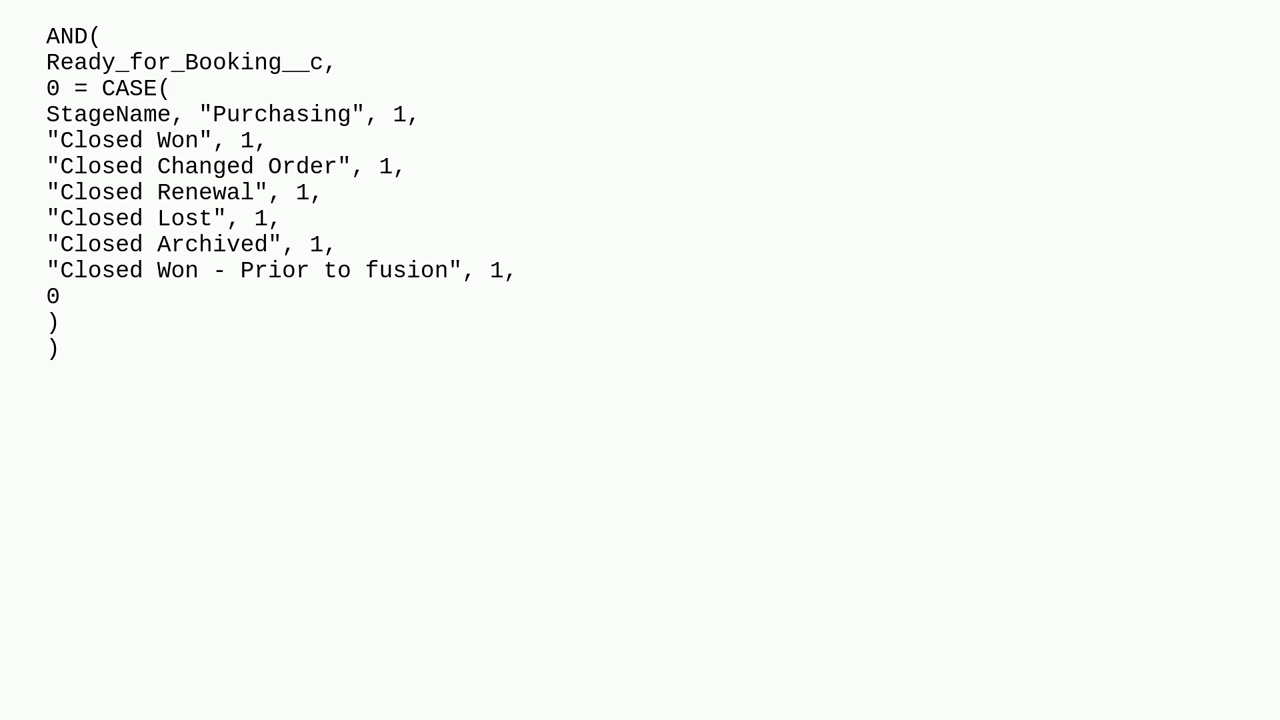 AND(
Ready_for_Booking__c,
0 = CASE(
StageName, "Purchasing", 1,
"Closed Won", 1,
"Closed Changed Order", 1,
"Closed Renewal", 1,
"Closed Lost", 1,
"Closed Archived", 1,
"Closed Won - Prior to fusion", 1,
0
)
)